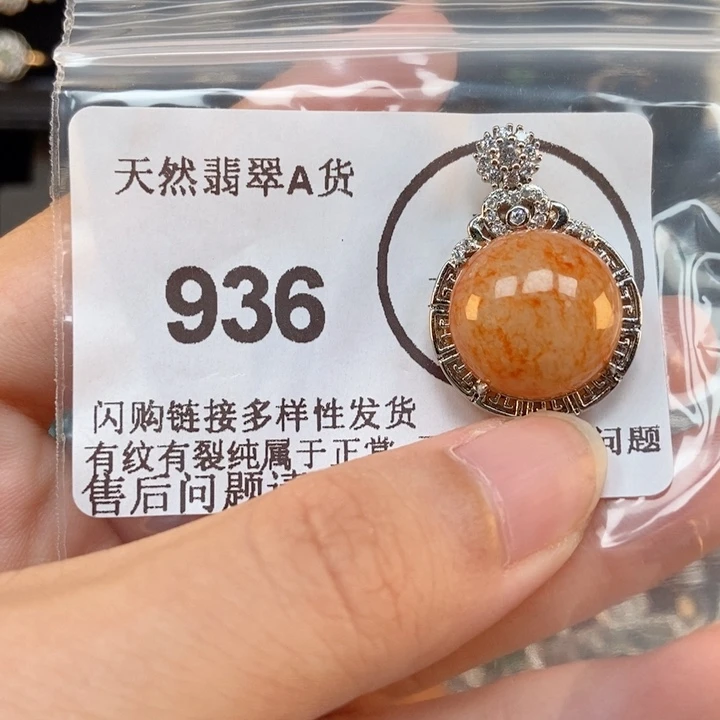 天然翡翠A货
936
闪购链接多样性发货
有纹有裂纯属于正常
问题
售后问题请